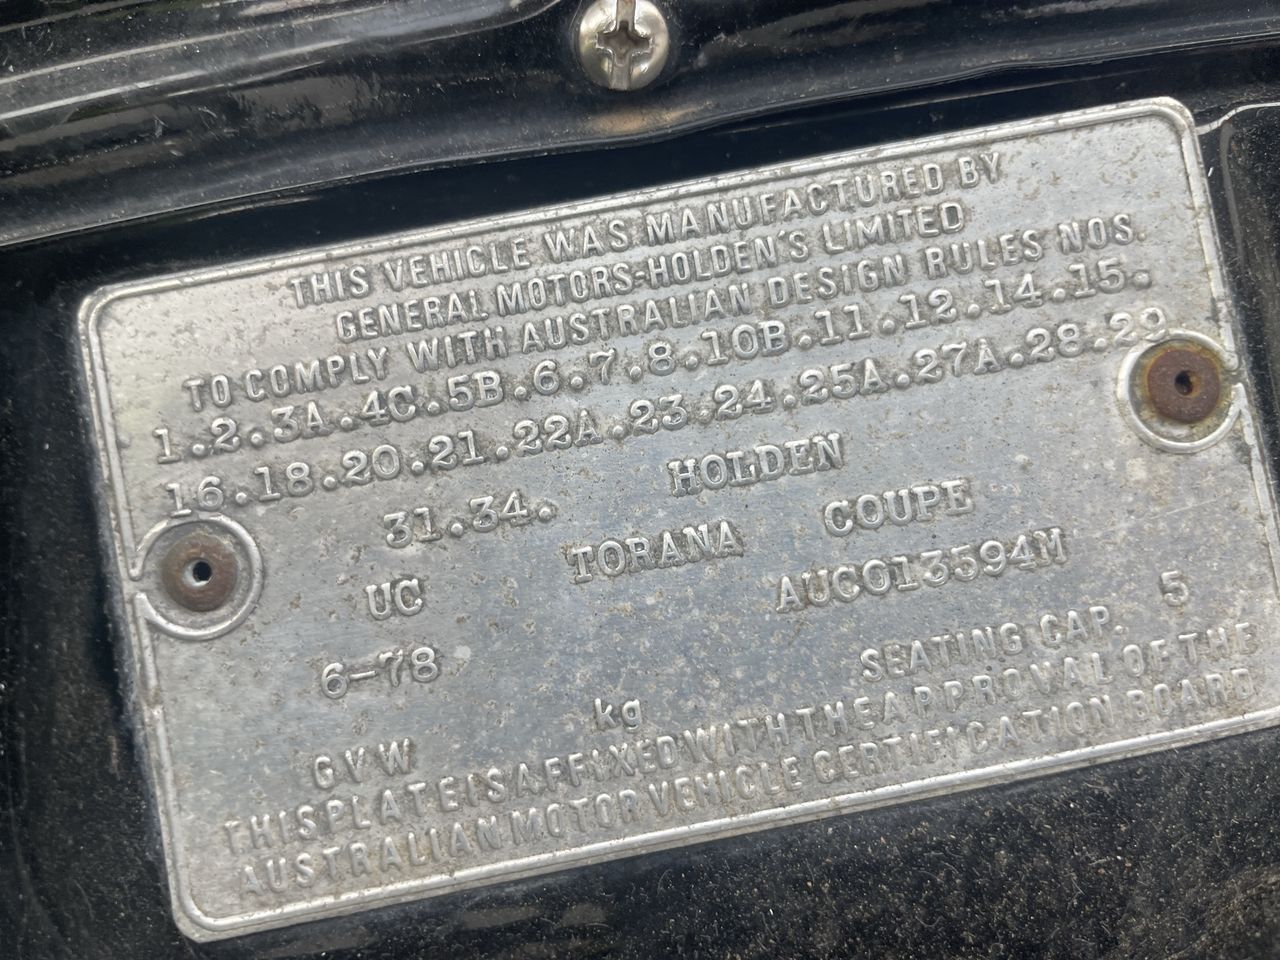 THIS VEHICLE WAS MANUFACTURED BY
GENERAL MOTORS-HOLDEN'S LIMITED
TO COMPLY WITH AUSTRALIAN DESIGN RULES NOS.
1.2.3A.4C.5B.6.7.8.10B.11.12.14.15.
16.18.20.21.22A.23.24.25A.27A.28.29
31.34. HOLDEN
UC TORANA COUPE
6-78 AUC013594M
GVW kg SEATING CAP. 5
THIS PLATE IS AFFIXED WITH THE APPROVAL OF THE
AUSTRALIAN MOTOR VEHICLE CERTIFICATION BOARD